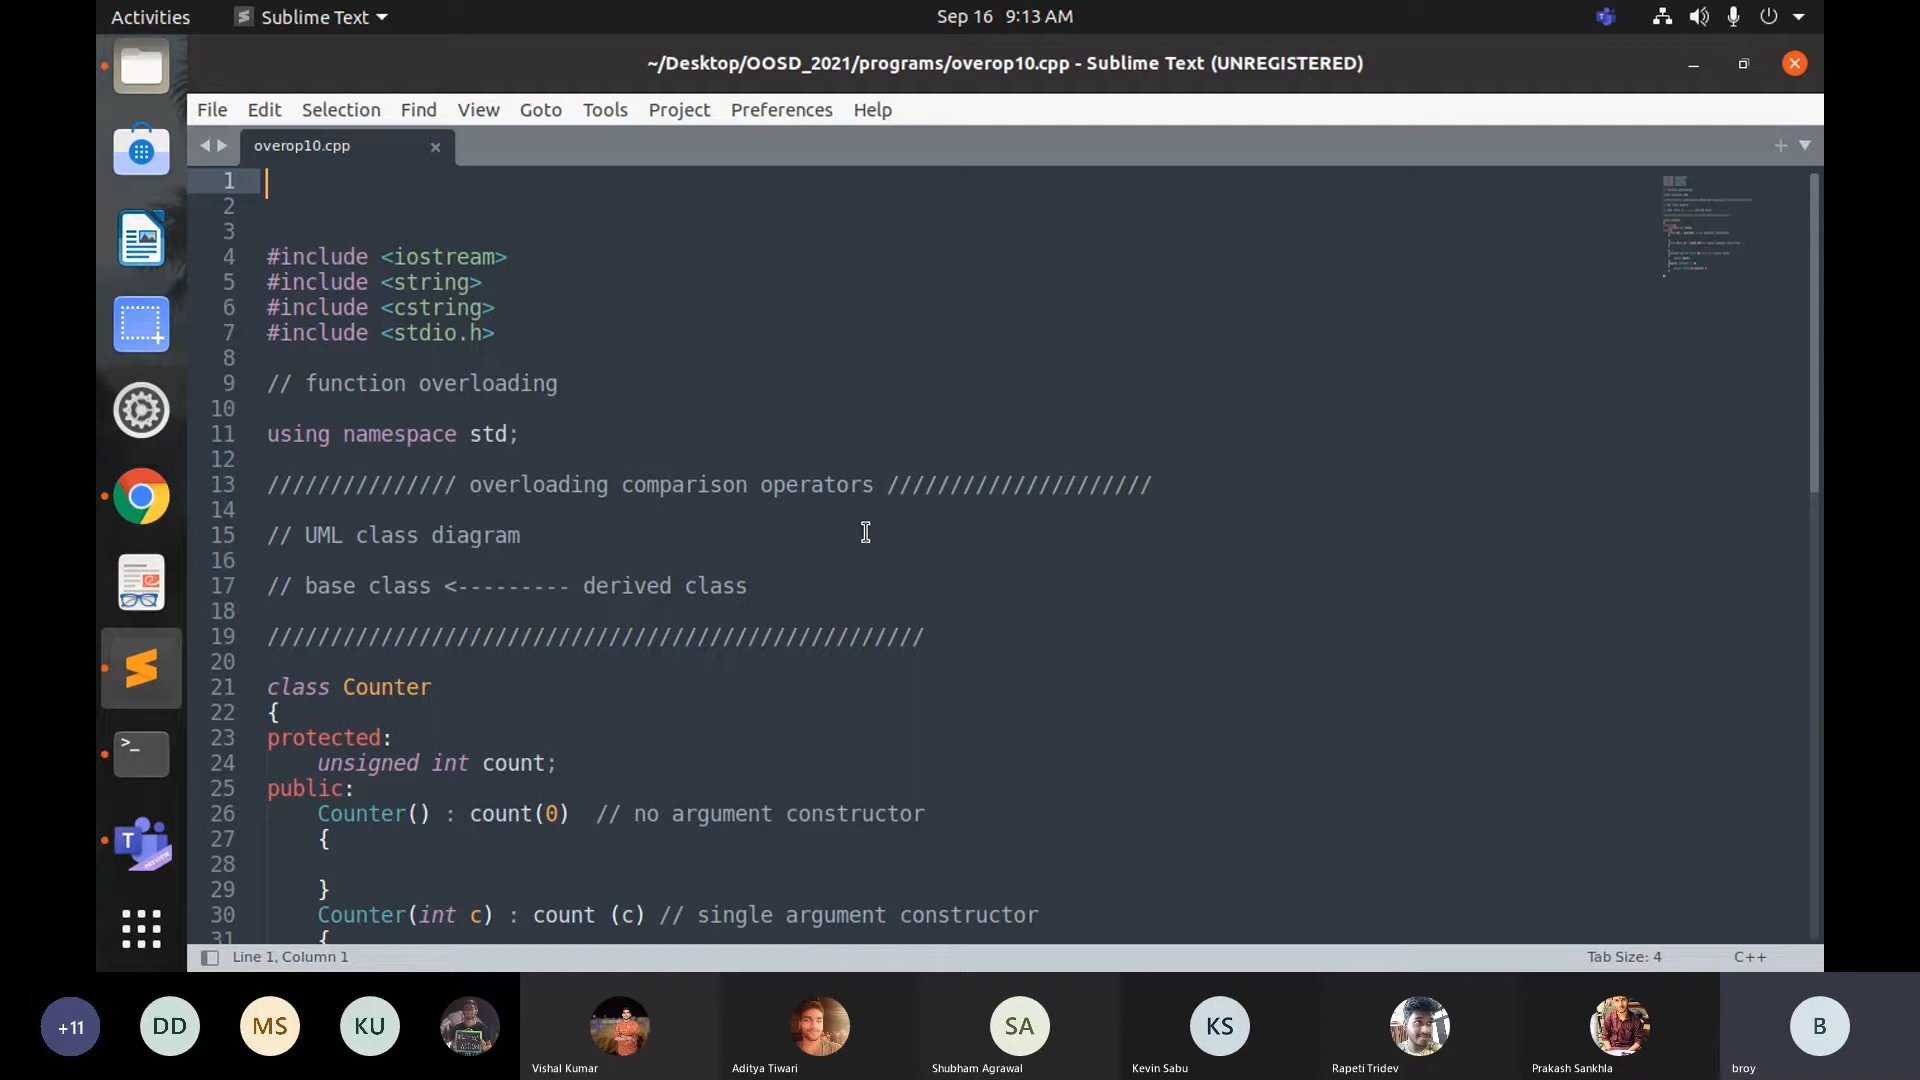 Activities Sublime Text Sep 16 9:13 AM
~/Desktop/OOSD_2021/programs/overop10.cpp - Sublime Text (UNREGISTERED)
File Edit Selection Find View Goto Tools Project Preferences Help
overop10.cpp
1
2
3
4 #include <iostream>
5 #include <string>
6 #include <cstring>
7 #include <stdio.h>
8
9 // function overloading
10
11 using namespace std;
12
13 /////////////// overloading comparison operators /////////////////////
14
15 // UML class diagram
16
17 // base class <--------- derived class
18
19 ////////////////////////////////////////////////////
20
21 class Counter
22 {
23 protected:
24 unsigned int count;
25 public:
26 Counter() : count(0) // no argument constructor
27 {
28
29 }
30 Counter(int c) : count (c) // single argument constructor
31 {
Line 1, Column 1 Tab Size: 4 C++
+11 DD MS KU SA KS B
Vishal Kumar Aditya Tiwari Shubham Agrawal Kevin Sabu Rapeti Tridev Prakash Sankhla broy